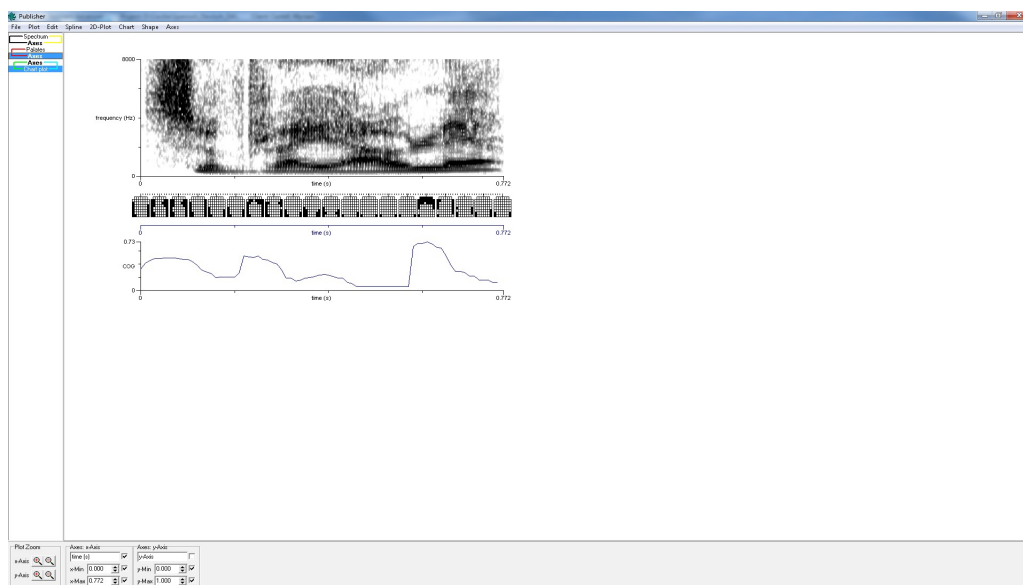 Publisher
File Plot Edit Spline 2D-Plot Chart Shape Axes
Spectrum
Axes
Palates
Axes
Axes
Chart plot
8000
frequency (Hz)
0
0 time (s) 0.772
0 time (s) 0.772
0.73
COG
0
0 time (s) 0.772
Plot Zoom
x-Axis
y-Axis
Axes: x-Axis
time (s)
x-Min 0.000
x-Max 0.772
Axes: y-Axis
y-Axis
y-Min 0.000
y-Max 1.000